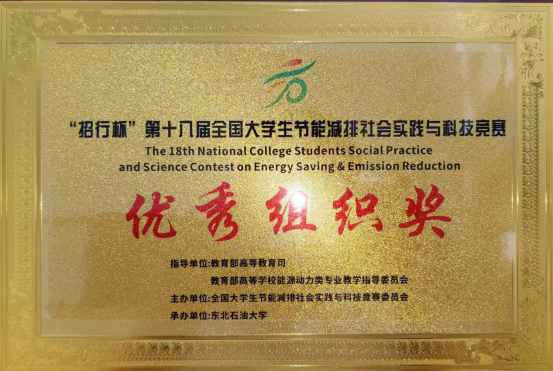 “招行杯”第十八届全国大学生节能减排社会实践与科技竞赛
The 18th National College Students Social Practice
and Science Contest on Energy Saving & Emission Reduction
优秀组织奖
指导单位:教育部高等教育司
教育部高等学校能源动力类专业教学指导委员会
主办单位:全国大学生节能减排社会实践与科技竞赛委员会
承办单位:东北石油大学